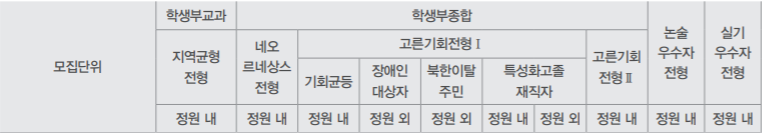 학생부교과 학생부종합 논술 우수자 전형 실기 우수자 전형
모집단위 지역균형 전형 네오 르네상스 전형 고른기회전형 Ⅰ 고른기회 전형 Ⅱ
기회균등 장애인 대상자 북한이탈 주민 특성화고졸 재직자
정원 내 정원 내 정원 내 정원 외 정원 외 정원 내 정원 외 정원 내 정원 내 정원 내